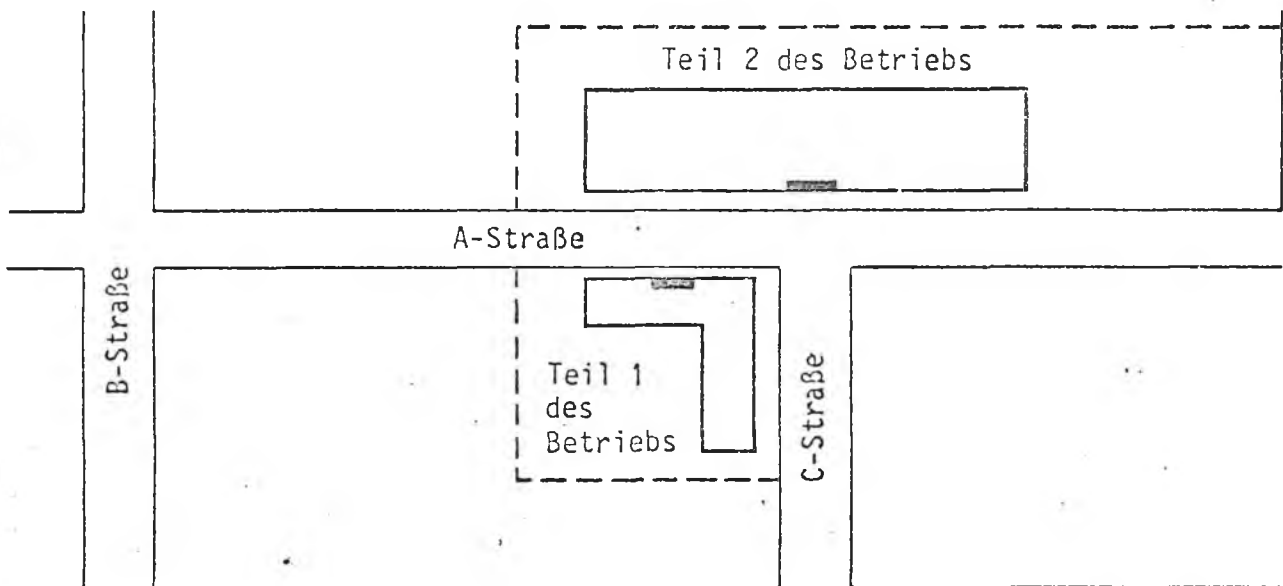 Teil 2 des Betriebs
A-Straße
B-Straße
Teil 1
des
Betriebs
C-Straße